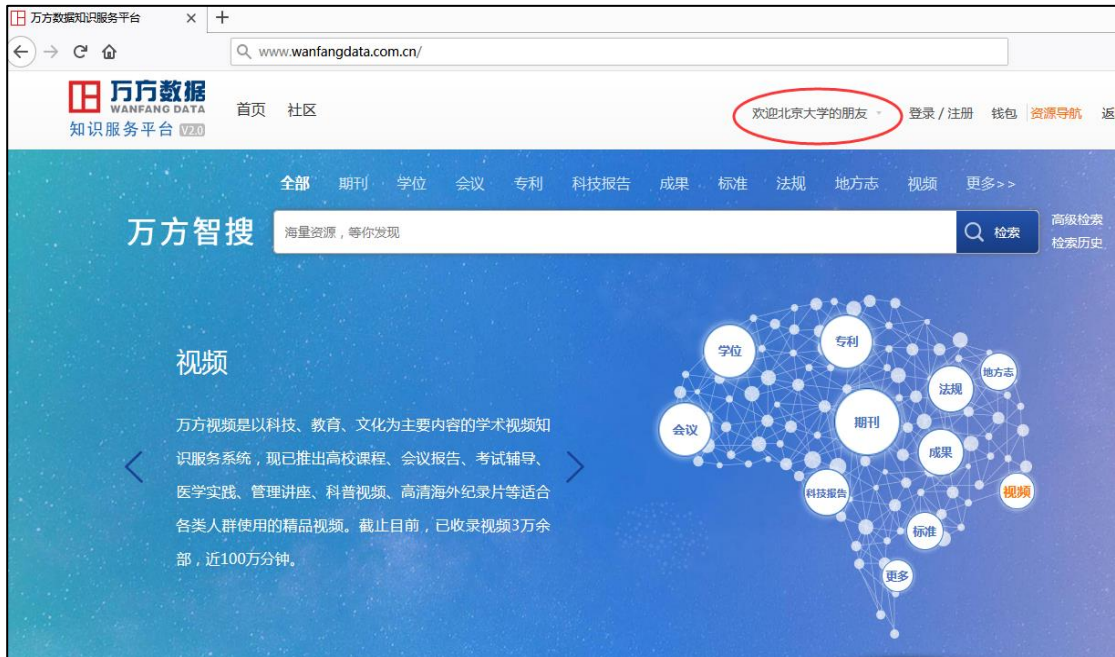 万方数据知识服务平台
www.wanfangdata.com.cn/
万方数据
WANFANG DATA
知识服务平台 V2.0
首页 社区
欢迎北京大学的朋友 登录 / 注册 钱包 资源导航 返
全部 期刊 学位 会议 专利 科技报告 成果 标准 法规 地方志 视频 更多>>
万方智搜
海量资源，等你发现
检索
高级检索
检索历史
视频
万方视频是以科技、教育、文化为主要内容的学术视频知
识服务系统，现已推出高校课程、会议报告、考试辅导、
医学实践、管理讲座、科普视频、高清海外纪录片等适合
各类人群使用的精品视频。截止目前，已收录视频3万余
部，近100万分钟。
学位
专利
地方志
法规
期刊
会议
成果
科技报告
视频
标准
更多